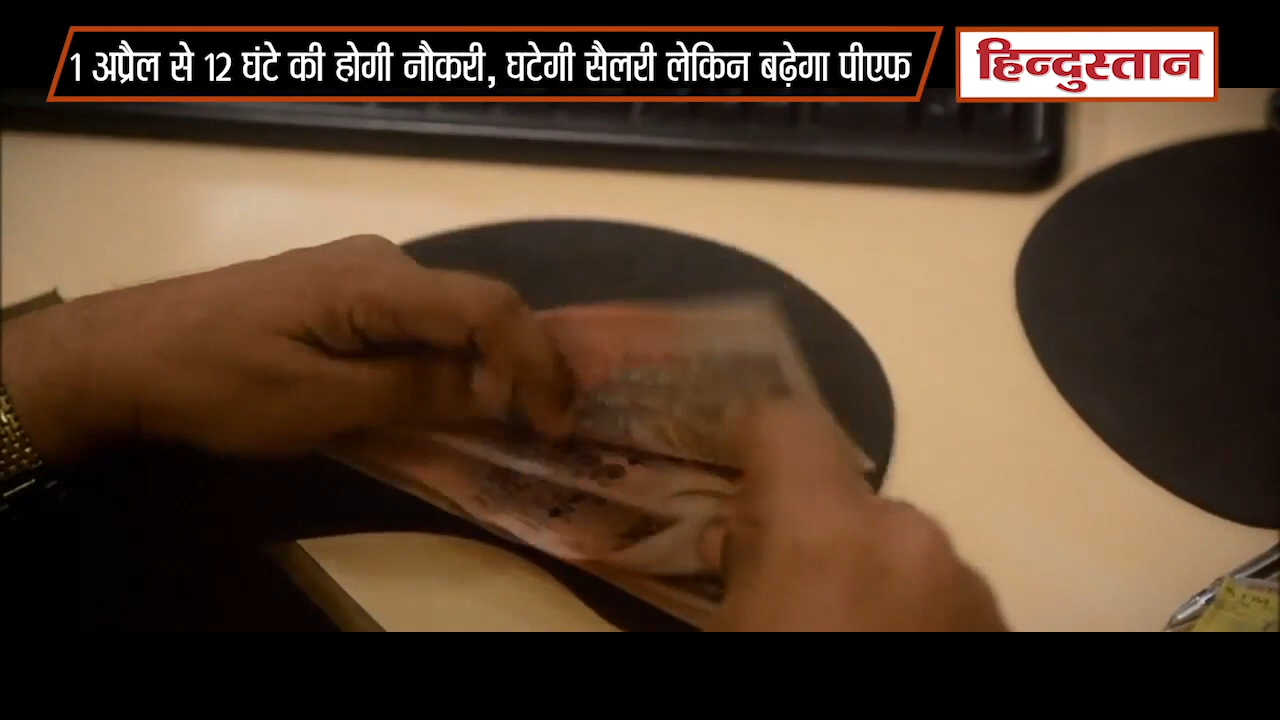 1 अप्रैल से 12 घंटे की होगी नौकरी, घटेगी सैलरी लेकिन बढ़ेगा पीएफ
हिन्दुस्तान